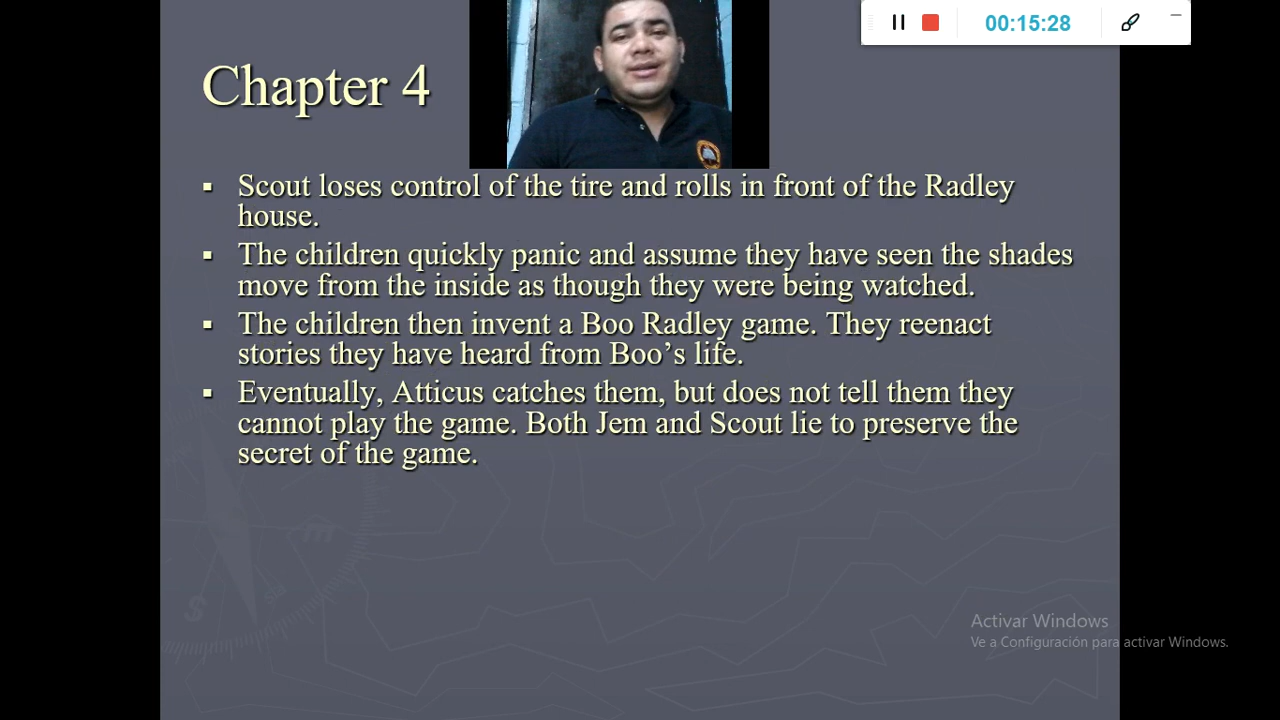 00:15:28
Chapter 4
▪ Scout loses control of the tire and rolls in front of the Radley
house.
▪ The children quickly panic and assume they have seen the shades
move from the inside as though they were being watched.
▪ The children then invent a Boo Radley game. They reenact
stories they have heard from Boo’s life.
▪ Eventually, Atticus catches them, but does not tell them they
cannot play the game. Both Jem and Scout lie to preserve the
secret of the game.
E
S
Activar Windows
Ve a Configuración para activar Windows.